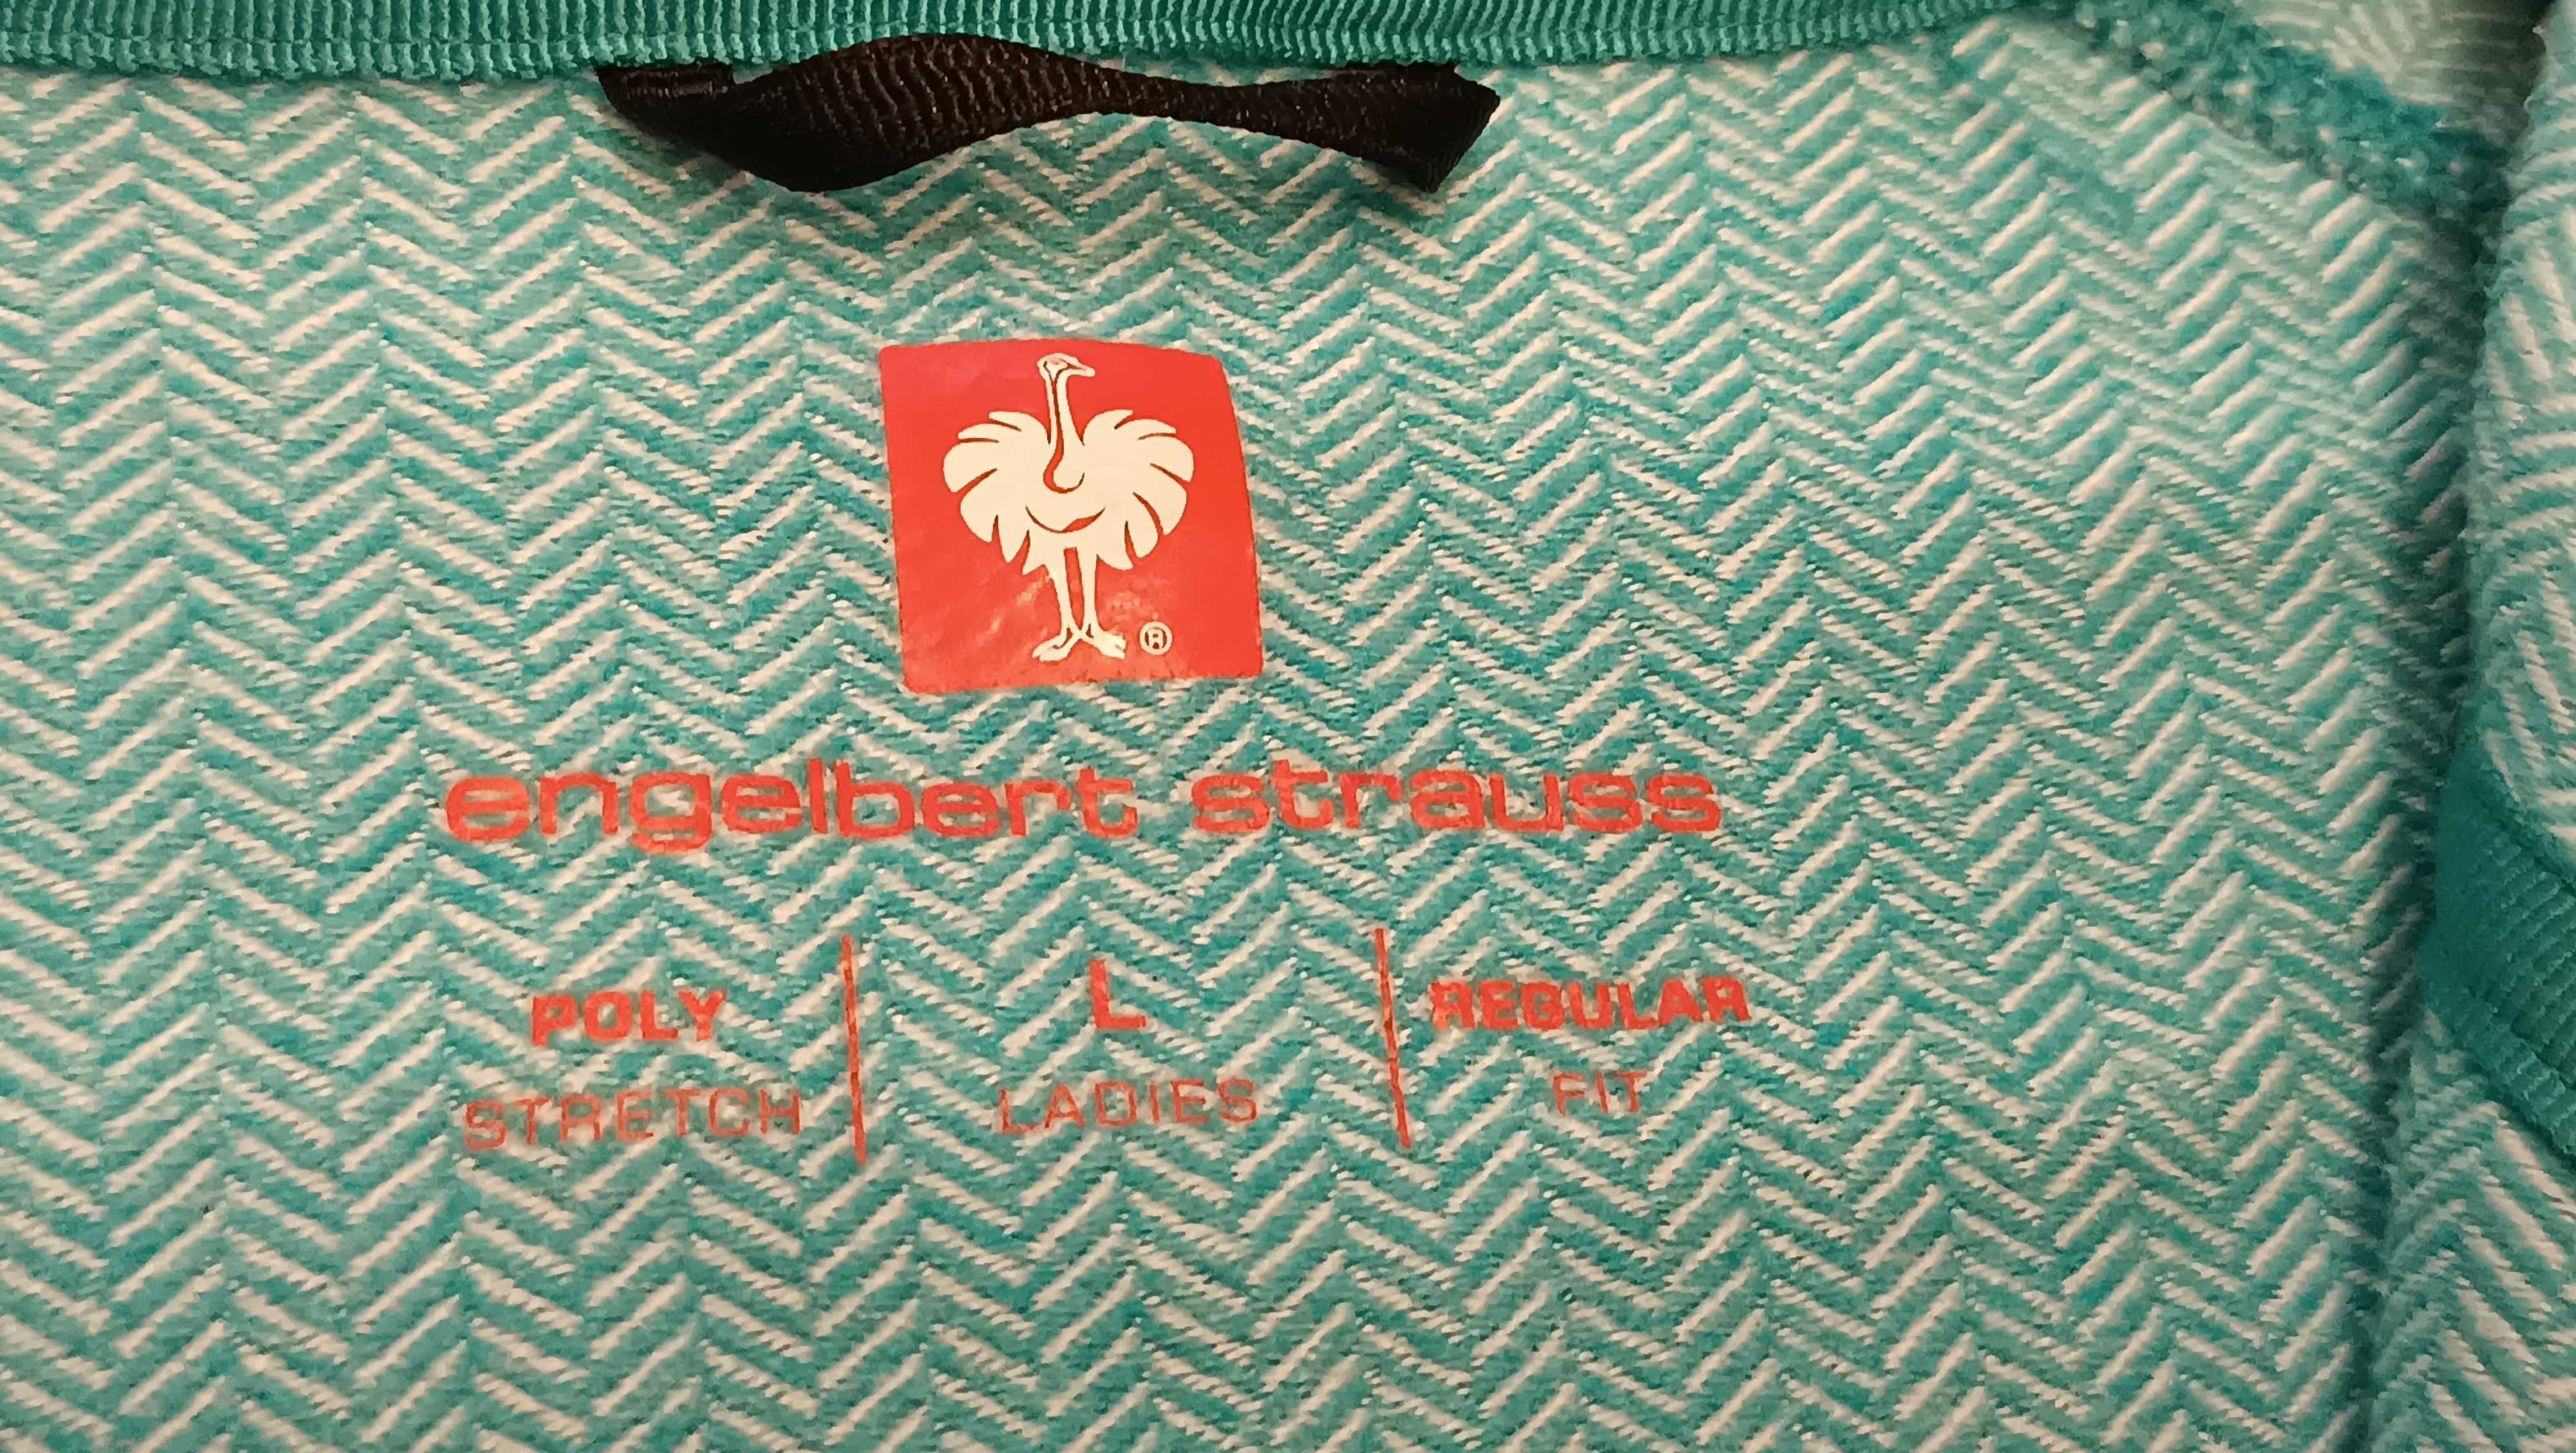 ®
engelbert strauss
POLY L REGULAR
STRETCH LADIES FIT